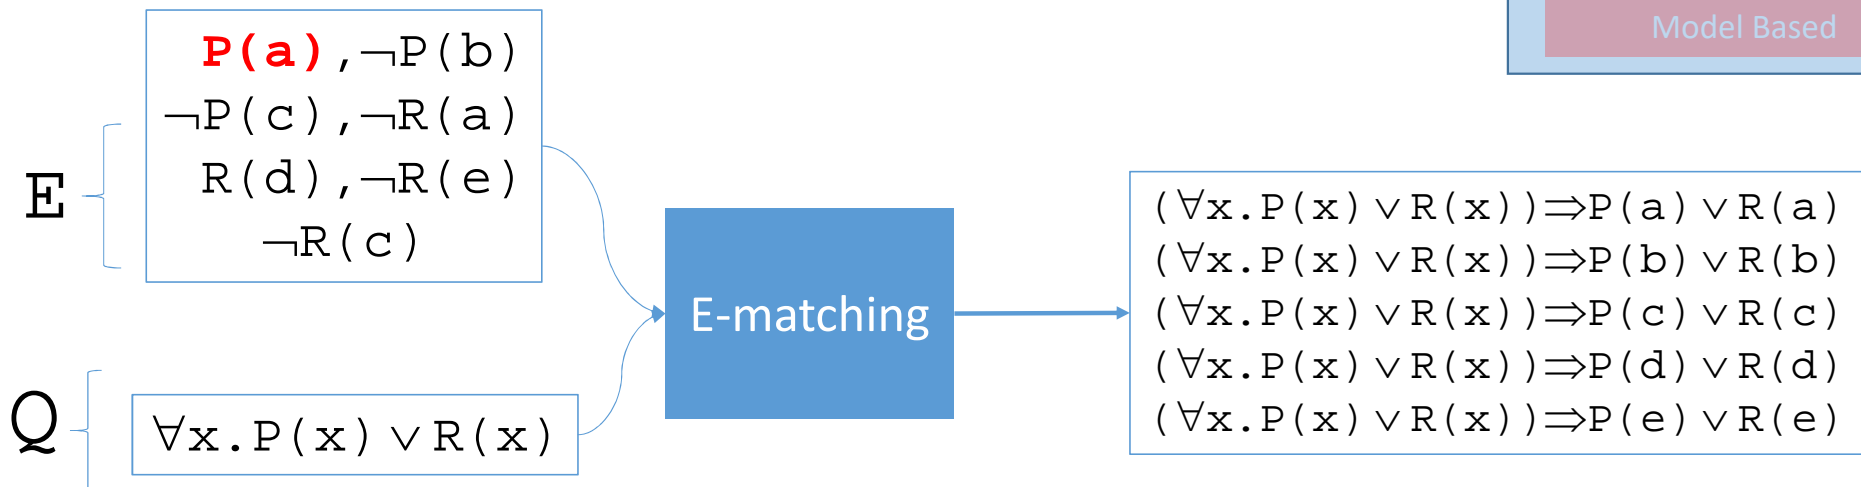 Model Based
P(a),¬P(b)
¬P(c),¬R(a)
R(d),¬R(e)
¬R(c)
E
E-matching
(∀x.P(x)∨R(x))⇒P(a)∨R(a)
(∀x.P(x)∨R(x))⇒P(b)∨R(b)
(∀x.P(x)∨R(x))⇒P(c)∨R(c)
(∀x.P(x)∨R(x))⇒P(d)∨R(d)
(∀x.P(x)∨R(x))⇒P(e)∨R(e)
Q
∀x.P(x)∨R(x)